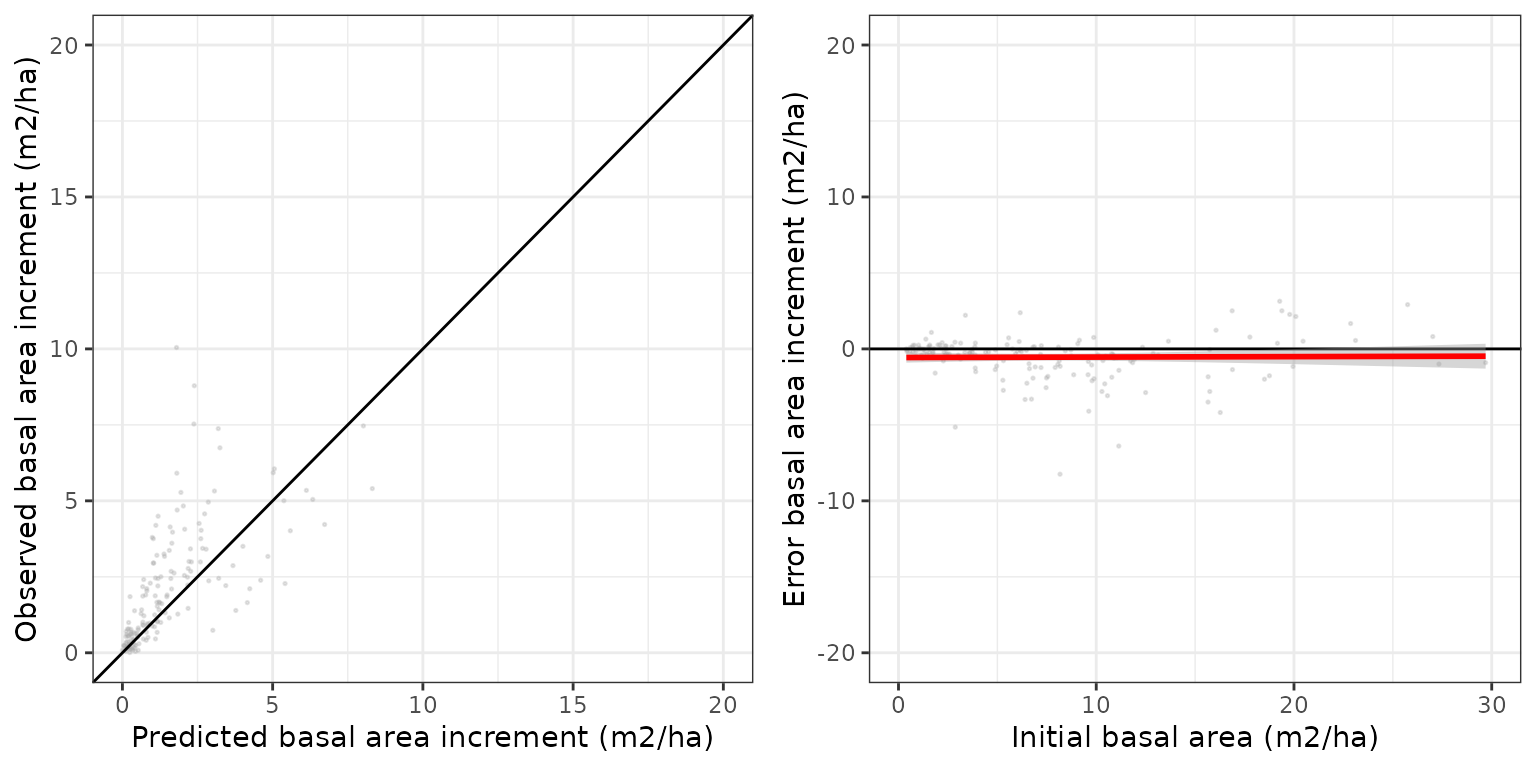 Observed basal area increment (m2/ha)
20
15
10
5
0
0 5 10 15 20
Predicted basal area increment (m2/ha)
Error basal area increment (m2/ha)
20
10
0
-10
-20
0 10 20 30
Initial basal area (m2/ha)